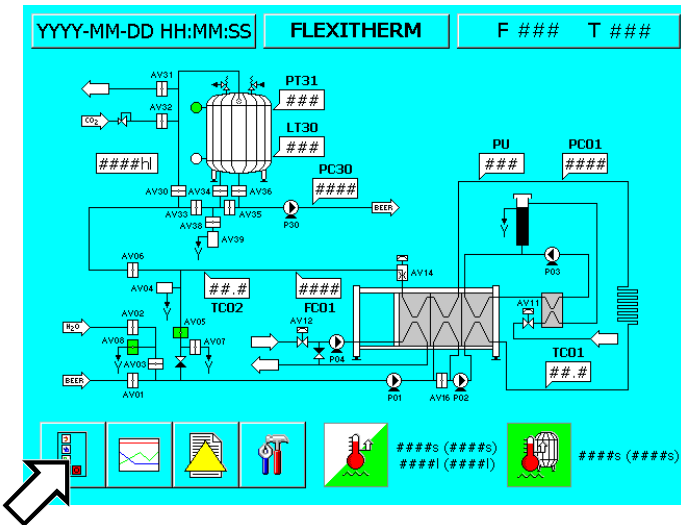 YYYY-MM-DD HH:MM:SS
FLEXITHERM
F ### T ###
AV31
PT31
###
AV32
CO2
LT30
###
PU
###
PC01
####
####hl
PC30
####
AV30
AV34
AV36
AV33
AV35
P30
BEER
AV38
AV39
AV06
AV14
P03
AV04
##.#
TC02
####
FC01
AV11
AV02
H2O
AV05
AV12
AV08
AV07
P04
TC01
##.#
AV03
BEER
AV01
P01
AV16
P02
####s (####s)
####l (####l)
####s (####s)